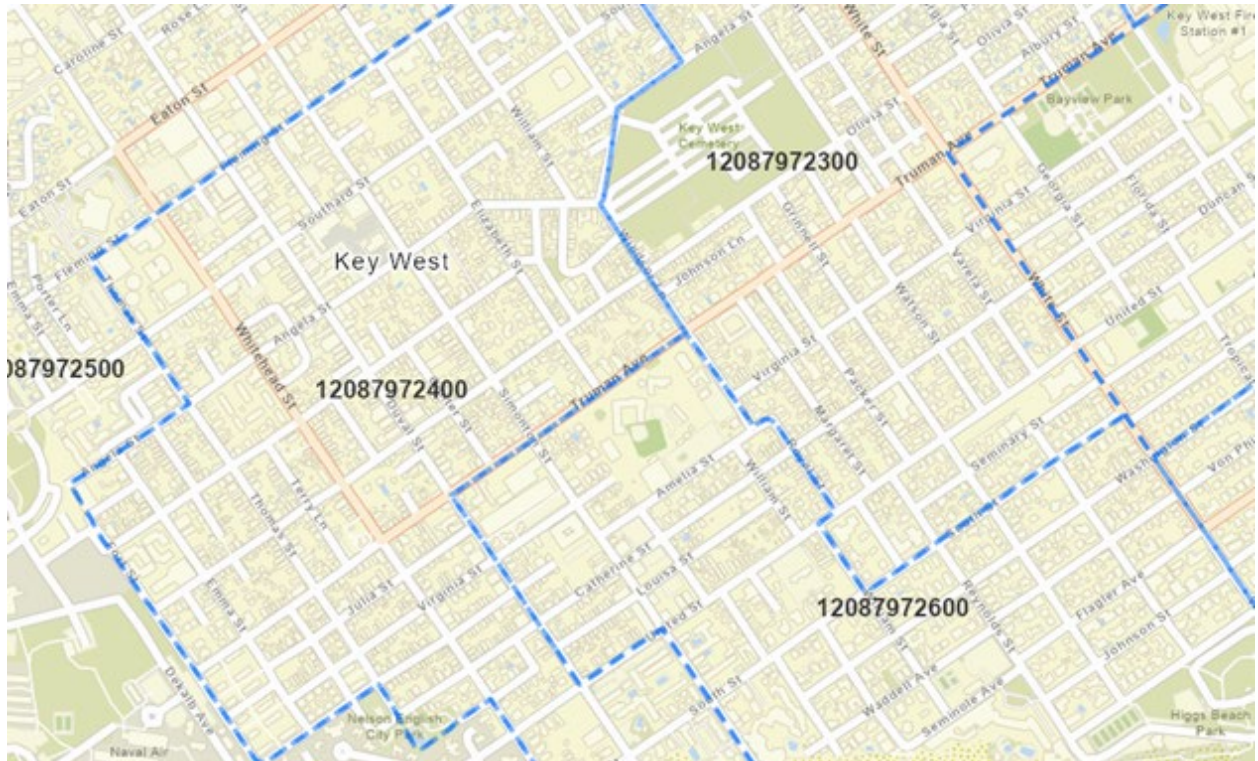 Caroline St
Rose L
Eaton St
William St
Angela St
White St
Olivia St
Albury St
Truman Ave
Key West Fire
Station #1
Bayview Park
Key West
Cemetery
Olivia St
12087972300
Truman Ave
Eaton St
Southard St
Elizabeth St
Georgia St
Florida St
Duncan
Virginia St
Grinnell St
Fleming St
Key West
Johnson Ln
Varela St
Porter Ln
Emma St
Angela St
Whitehead St
Watson St
White St
United St
Tropic
087972500
12087972400
Truman Ave
Virginia St
Packer St
Duval St
Simonton St
Margaret St
Seminary St
Washington
Von Ph
Amelia St
William St
Thomas St
Terry Ln
Catherine St
Louisa St
Fort St
Emma St
Julia St
Virginia St
United St
12087972600
Reynolds St
Flagler Ave
Johnson St
Dekalb Ave
South St
Waddell Ave
Seminole Ave
Nelson English
City Park
Naval Air
Higgs Beach
Park